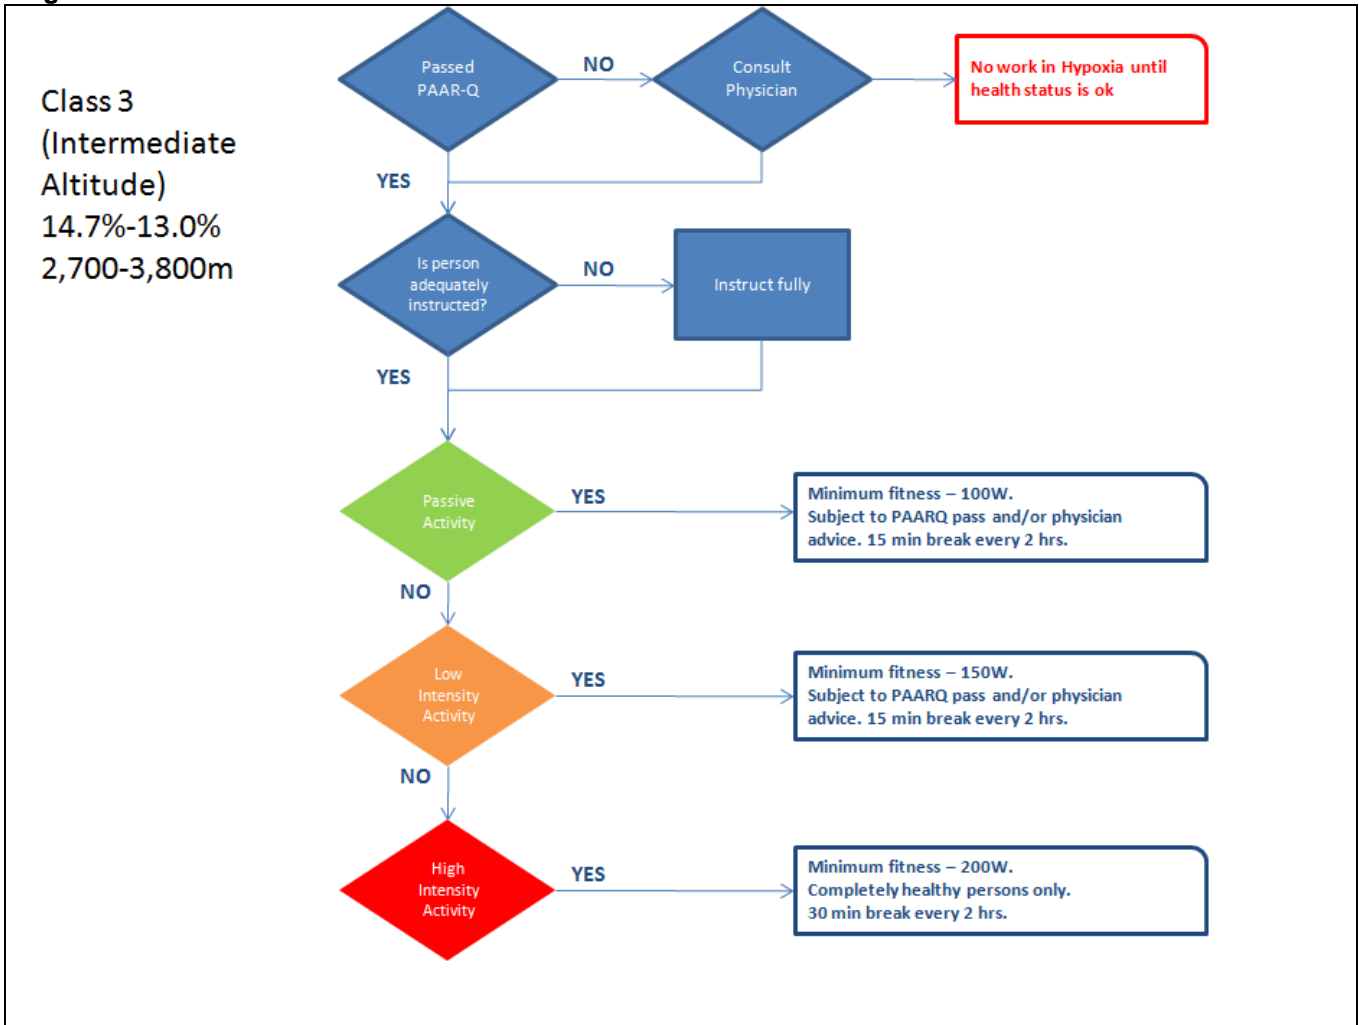 Class 3
(Intermediate
Altitude)
14.7%-13.0%
2,700-3,800m
Passed
PAAR-Q
NO
Consult
Physician
No work in Hypoxia until
health status is ok
YES
Is person
adequately
instructed?
NO
Instruct fully
YES
Passive
Activity
YES
Minimum fitness – 100W.
Subject to PAARQ pass and/or physician
advice. 15 min break every 2 hrs.
NO
Low
Intensity
Activity
YES
Minimum fitness – 150W.
Subject to PAARQ pass and/or physician
advice. 15 min break every 2 hrs.
NO
High
Intensity
Activity
YES
Minimum fitness – 200W.
Completely healthy persons only.
30 min break every 2 hrs.